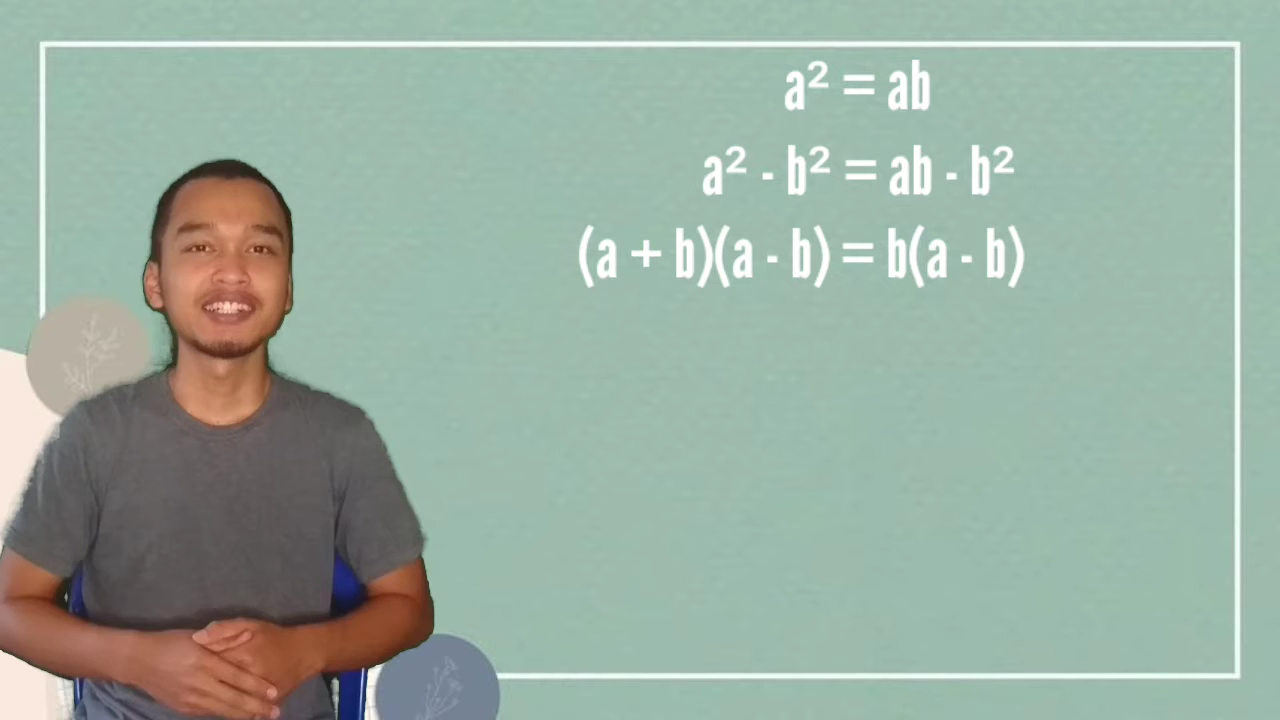 a² = ab
a² - b² = ab - b²
(a + b)(a - b) = b(a - b)